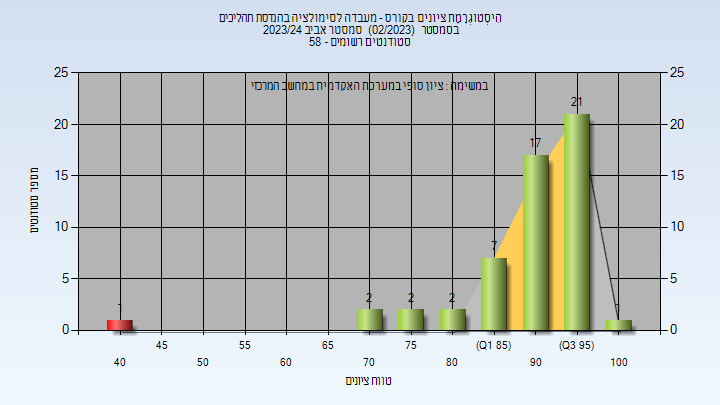 היסטוגרמת ציונים בקורס - מעבדה לסימולציה בהנדסת תהליכים
בסמסטר (02/2023) סמסטר אביב 2023/24
סטודנטים רשומים - 58
במשימה : ציון סופי במערכת האקדמית במחשב המרכזי
25 25
20 20
15 15
10 10
5 5
0 0
מספר סטודנטים
1 2 2 2 7 17 21 1
45 55 65 75 (Q1 85) (Q3 95)
40 50 60 70 80 90 100
טווח ציונים